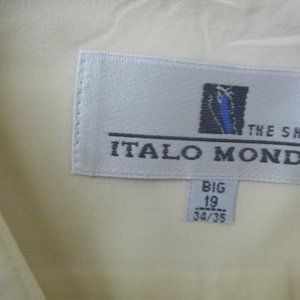 THE SH
ITALO MOND
BIG
19
34/35